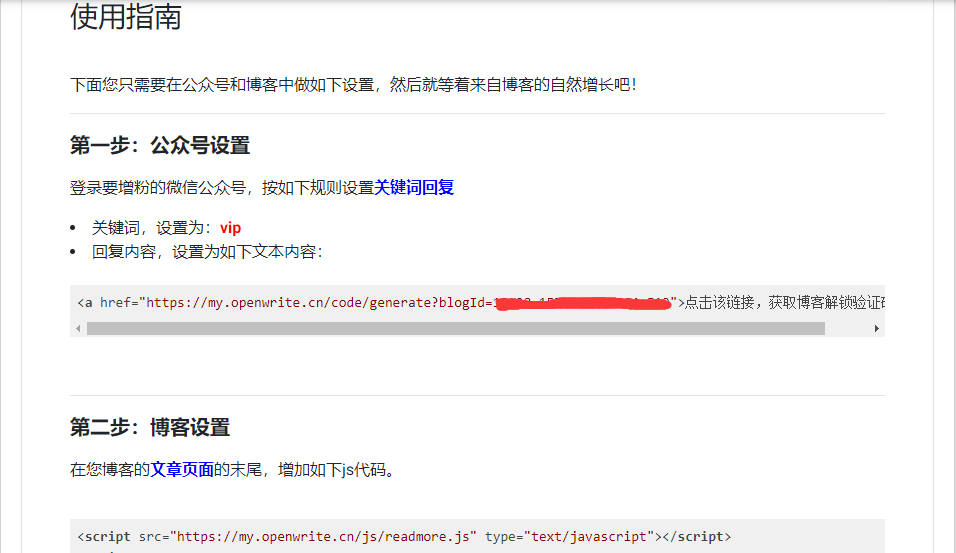 使用指南
下面您只需要在公众号和博客中做如下设置，然后就等着来自博客的自然增长吧！
第一步：公众号设置
登录要增粉的微信公众号，按如下规则设置关键词回复
• 关键词，设置为：vip
• 回复内容，设置为如下文本内容：
<a href="https://my.openwrite.cn/code/generate?blogId=">点击该链接，获取博客解锁验证
第二步：博客设置
在您博客的文章页面的末尾，增加如下js代码。
<script src="https://my.openwrite.cn/js/readmore.js" type="text/javascript"></script>